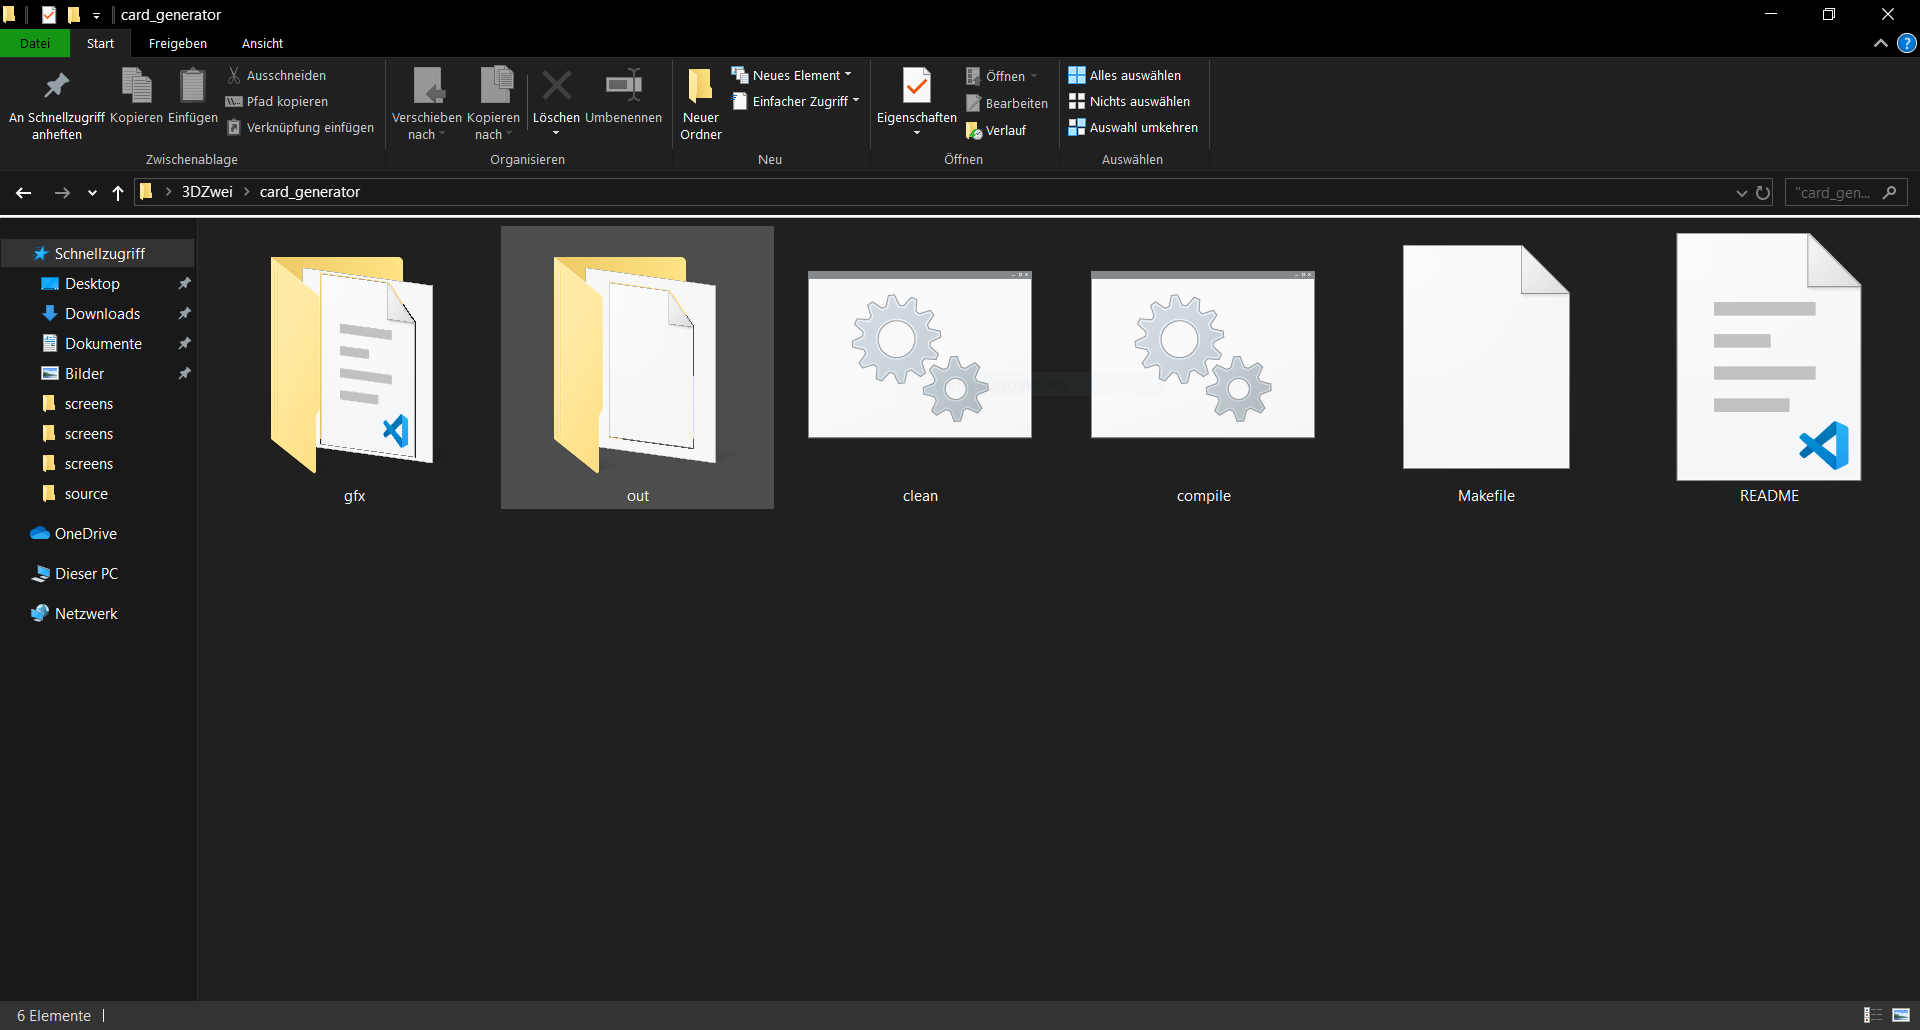 card_generator
Datei Start Freigeben Ansicht
An Schnellzugriff anheften
Kopieren
Einfügen
Ausschneiden
Pfad kopieren
Verknüpfung einfügen
Zwischenablage
Verschieben nach
Kopieren nach
Löschen
Umbenennen
Organisieren
Neuer Ordner
Neues Element
Einfacher Zugriff
Neu
Eigenschaften
Öffnen
Bearbeiten
Verlauf
Öffnen
Alles auswählen
Nichts auswählen
Auswahl umkehren
Auswählen
3DZwei > card_generator
"card_gen...
Schnellzugriff
Desktop
Downloads
Dokumente
Bilder
screens
screens
screens
source
OneDrive
Dieser PC
Netzwerk
gfx
out
clean
compile
Makefile
README
6 Elemente